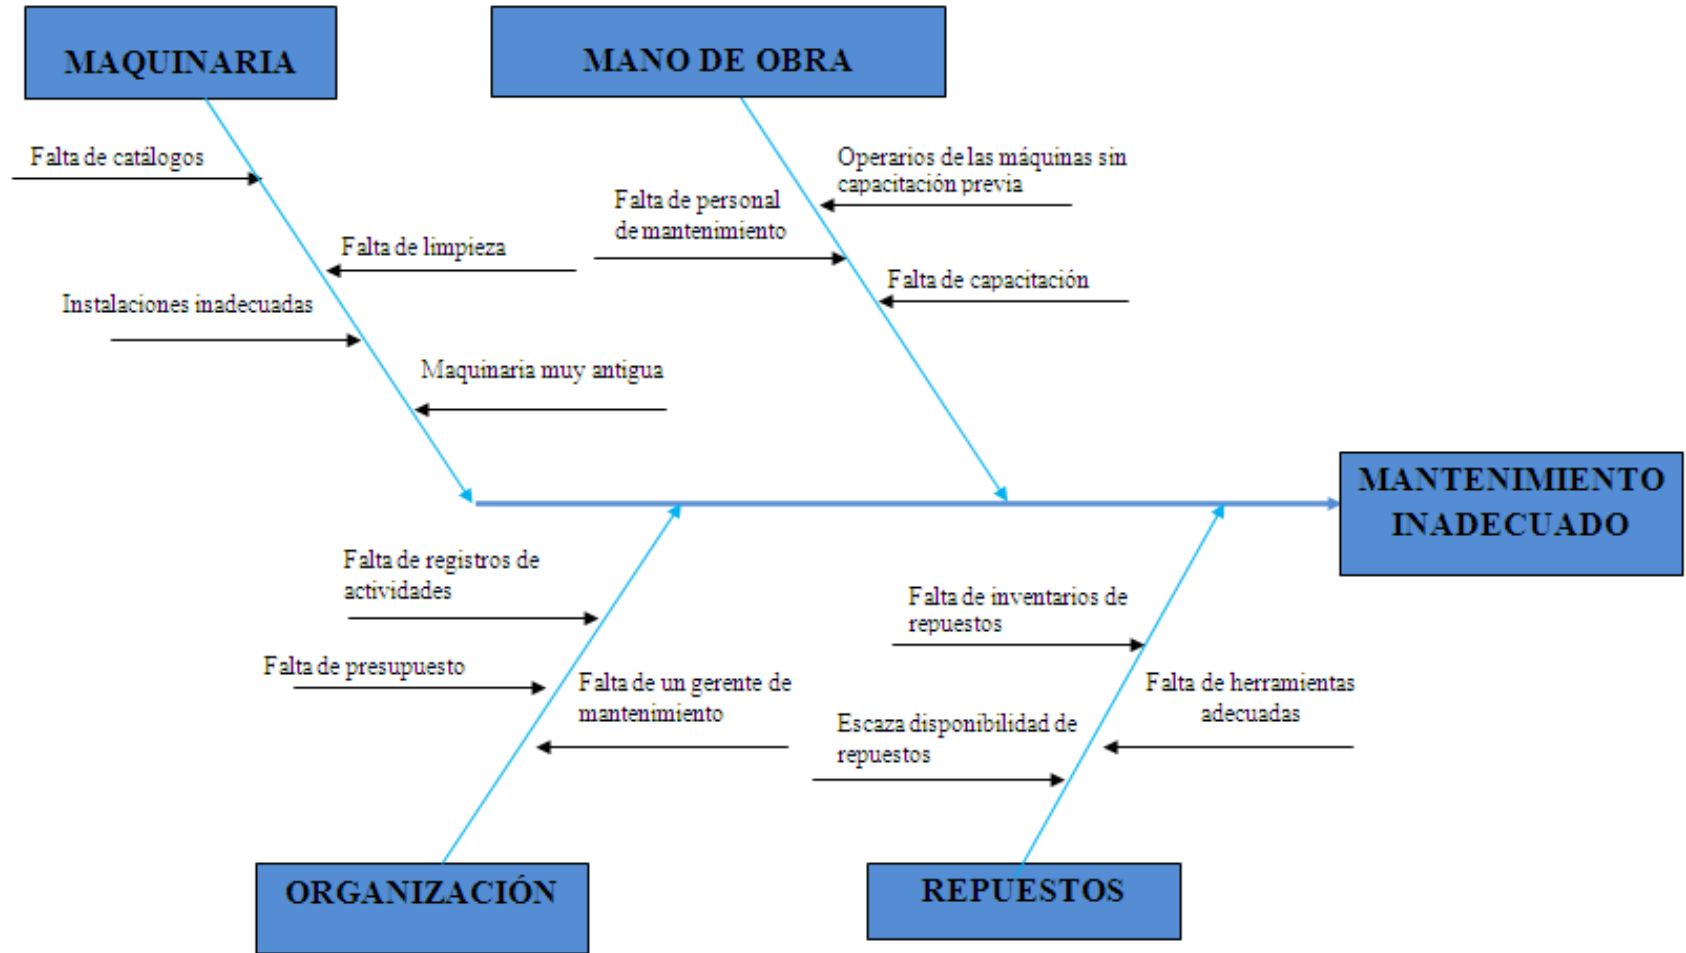 MAQUINARIA
MANO DE OBRA
Falta de catálogos
Falta de limpieza
Instalaciones inadecuadas
Maquinaria muy antigua
Operarios de las máquinas sin
capacitación previa
Falta de personal
de mantenimiento
Falta de capacitación
MANTENIMIENTO
INADECUADO
Falta de registros de
actividades
Falta de presupuesto
Falta de un gerente de
mantenimiento
Falta de inventarios de
repuestos
Falta de herramientas
adecuadas
Escaza disponibilidad de
repuestos
ORGANIZACIÓN
REPUESTOS